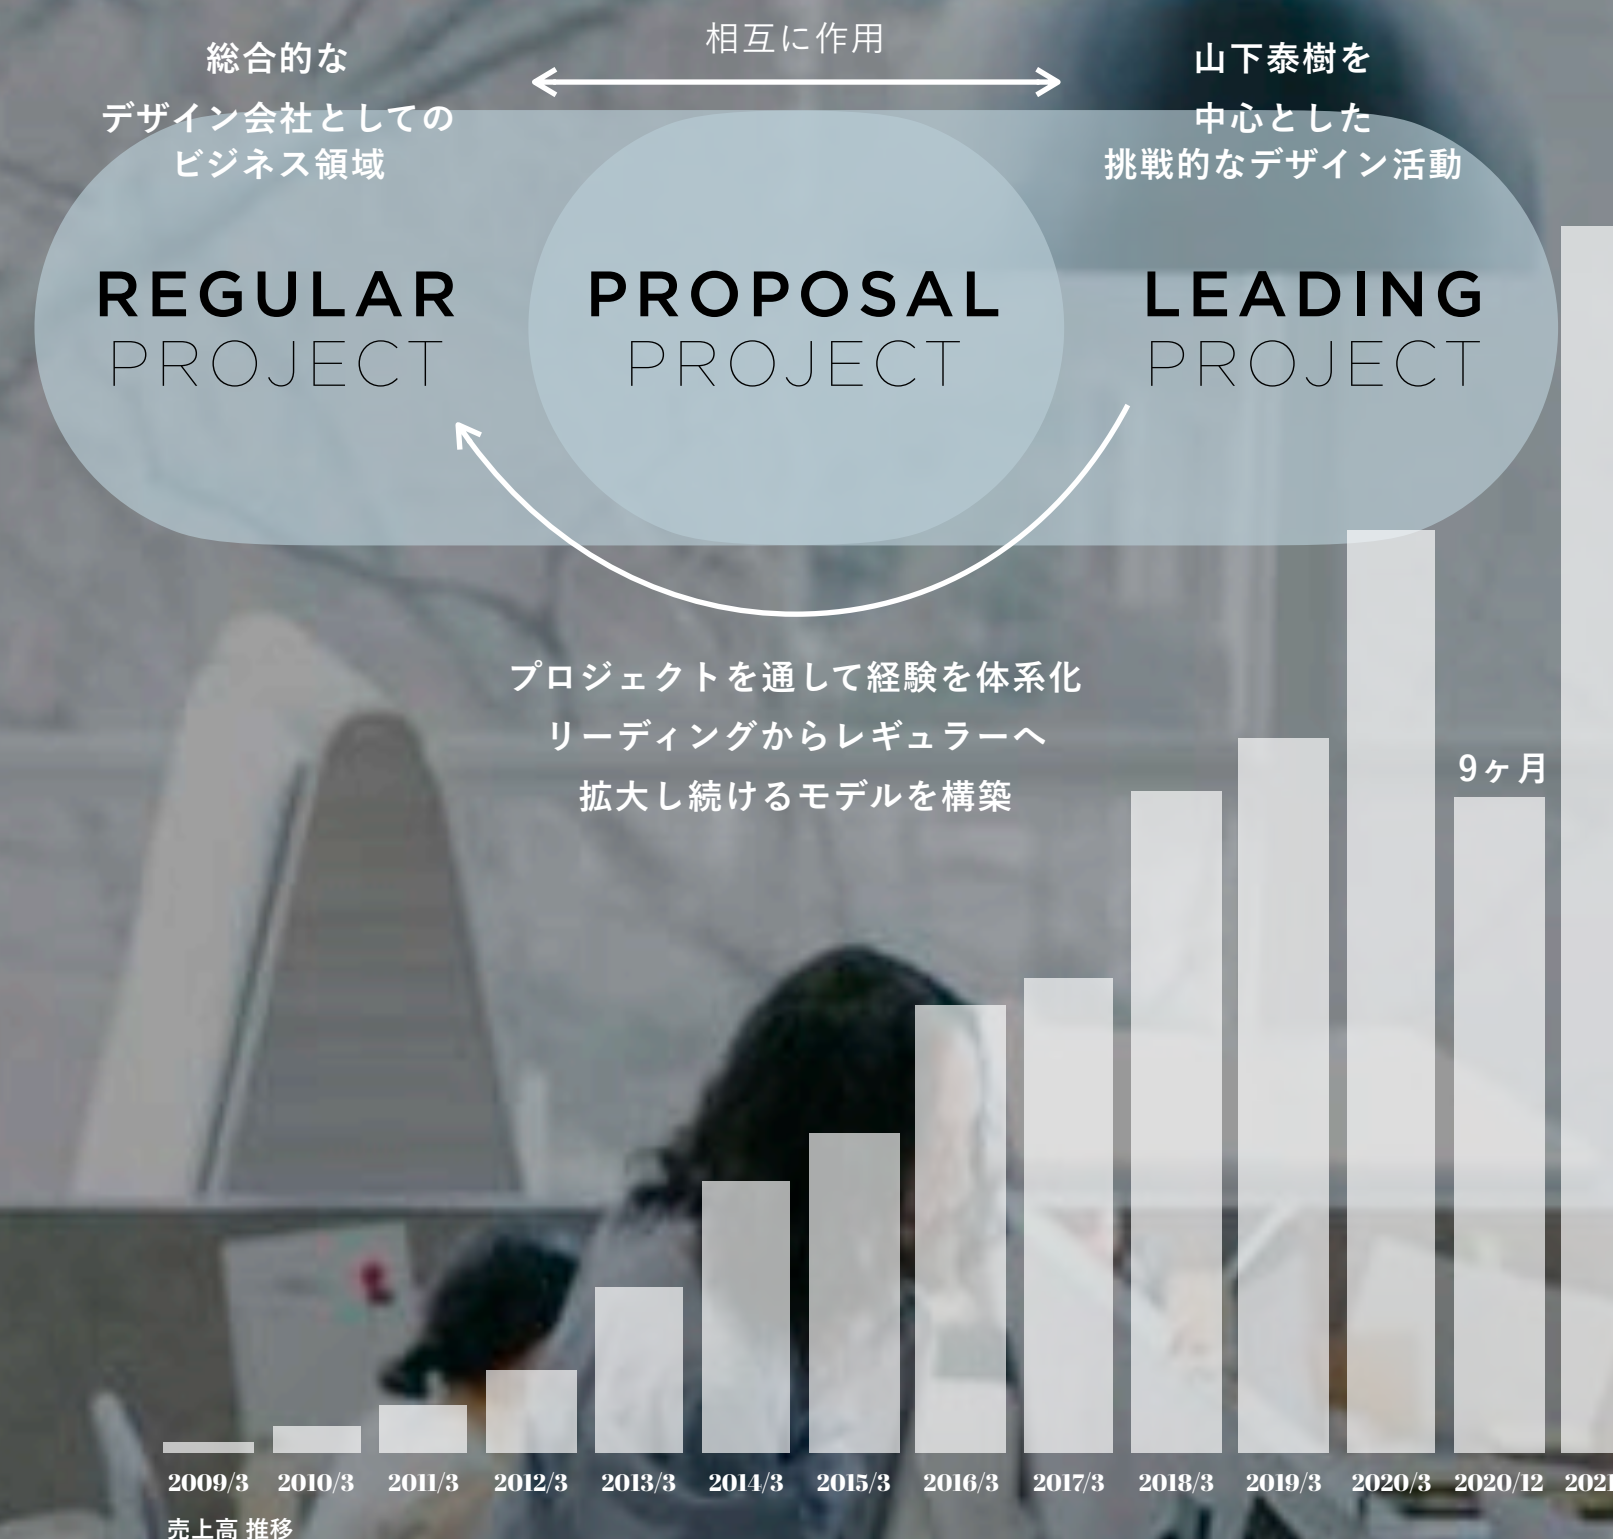 相互に作用
総合的な
デザイン会社としての
ビジネス領域
山下泰樹を
中心とした
挑戦的なデザイン活動
REGULAR
PROJECT
PROPOSAL
PROJECT
LEADING
PROJECT
プロジェクトを通して経験を体系化
リーディングからレギュラーへ
拡大し続けるモデルを構築
9ヶ月
2009/3 2010/3 2011/3 2012/3 2013/3 2014/3 2015/3 2016/3 2017/3 2018/3 2019/3 2020/3 2020/12 2021
売上高 推移